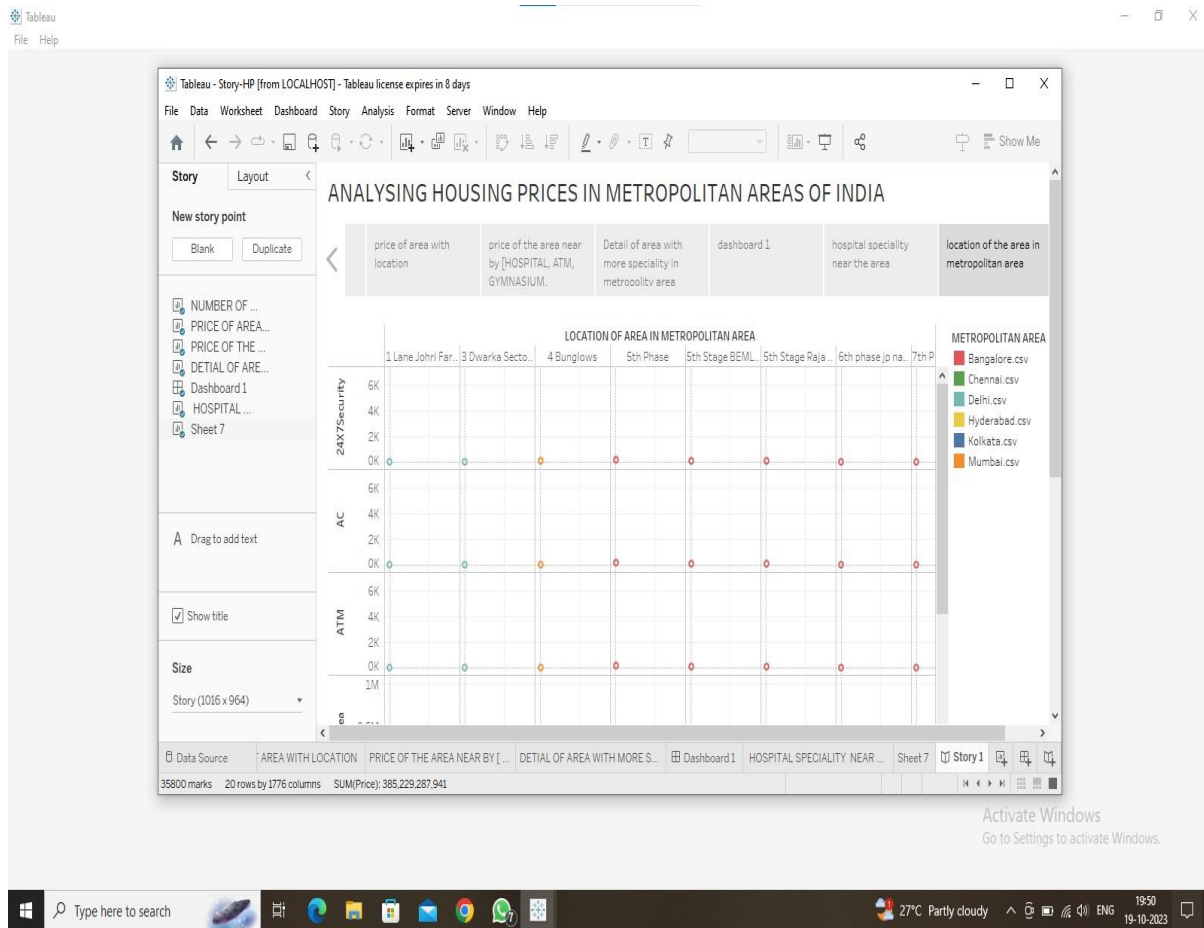 Tableau
File Help
Tableau - Story-HP [from LOCALHOST] - Tableau license expires in 8 days
File Data Worksheet Dashboard Story Analysis Format Server Window Help
Show Me
Story Layout
New story point
Blank Duplicate
NUMBER OF ...
PRICE OF AREA...
PRICE OF THE ...
DETIAL OF ARE...
Dashboard 1
HOSPITAL ...
Sheet 7
A Drag to add text
Show title
Size
Story (1016 x 964)
ANALYSING HOUSING PRICES IN METROPOLITAN AREAS OF INDIA
price of area with
location
price of the area near
by [HOSPITAL, ATM,
GYMNASIUM,
Detail of area with
more speciality in
metropolity area
dashboard 1
hospital speciality
near the area
location of the area in
metropolitan area
LOCATION OF AREA IN METROPOLITAN AREA
1 Lane Johri Far.. 3 Dwarka Secto.. 4 Bunglows 5th Phase 5th Stage BEML.. 5th Stage Raja .. 6th phase jp na.. 7th P
24X7Security
6K
4K
2K
0K
AC
6K
4K
2K
0K
ATM
6K
4K
2K
0K
1M
METROPOLITAN AREA
Bangalore.csv
Chennai.csv
Delhi.csv
Hyderabad.csv
Kolkata.csv
Mumbai.csv
Data Source AREA WITH LOCATION PRICE OF THE AREA NEAR BY [ ... DETIAL OF AREA WITH MORE S... Dashboard 1 HOSPITAL SPECIALITY NEAR ... Sheet 7 Story 1
35800 marks 20 rows by 1776 columns SUM(Price): 385,229,287,941
Activate Windows
Go to Settings to activate Windows.
Type here to search
7
27°C Partly cloudy ENG 19:50
19-10-2023